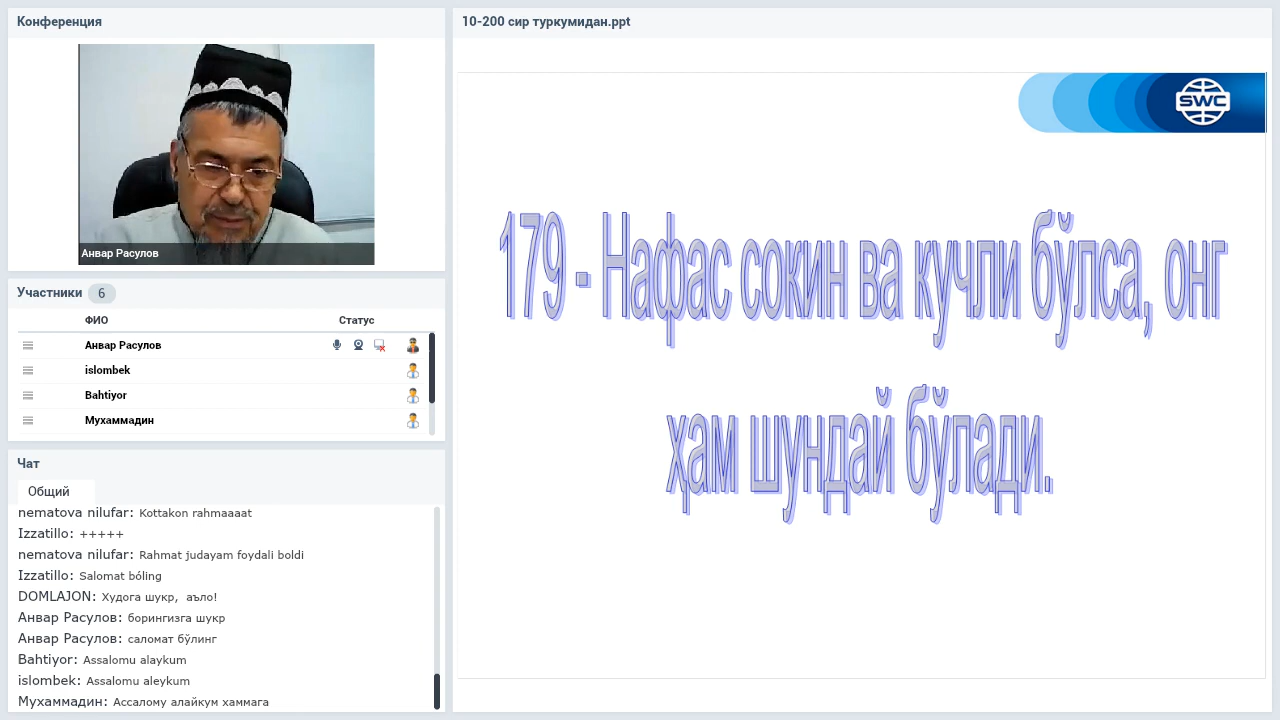 Конференция
Анвар Расулов
Участники 6
ФИО Статус
Анвар Расулов
islombek
Bahtiyor
Мухаммадин
Чат
Общий
nematova nilufar: Kottakon rahmaaaat
Izzatillo: +++++
nematova nilufar: Rahmat judayam foydali boldi
Izzatillo: Salomat bóling
DOMLAJON: Худога шукр, аъло!
Анвар Расулов: борингизга шукр
Анвар Расулов: саломат бўлинг
Bahtiyor: Assalomu alaykum
islombek: Assalomu aleykum
Мухаммадин: Ассалому алайкум хаммага
10-200 сир туркумидан.ppt
SWC
179 - Нафас сокин ва кучли бўлса, онг
ҳам шундай бўлади.